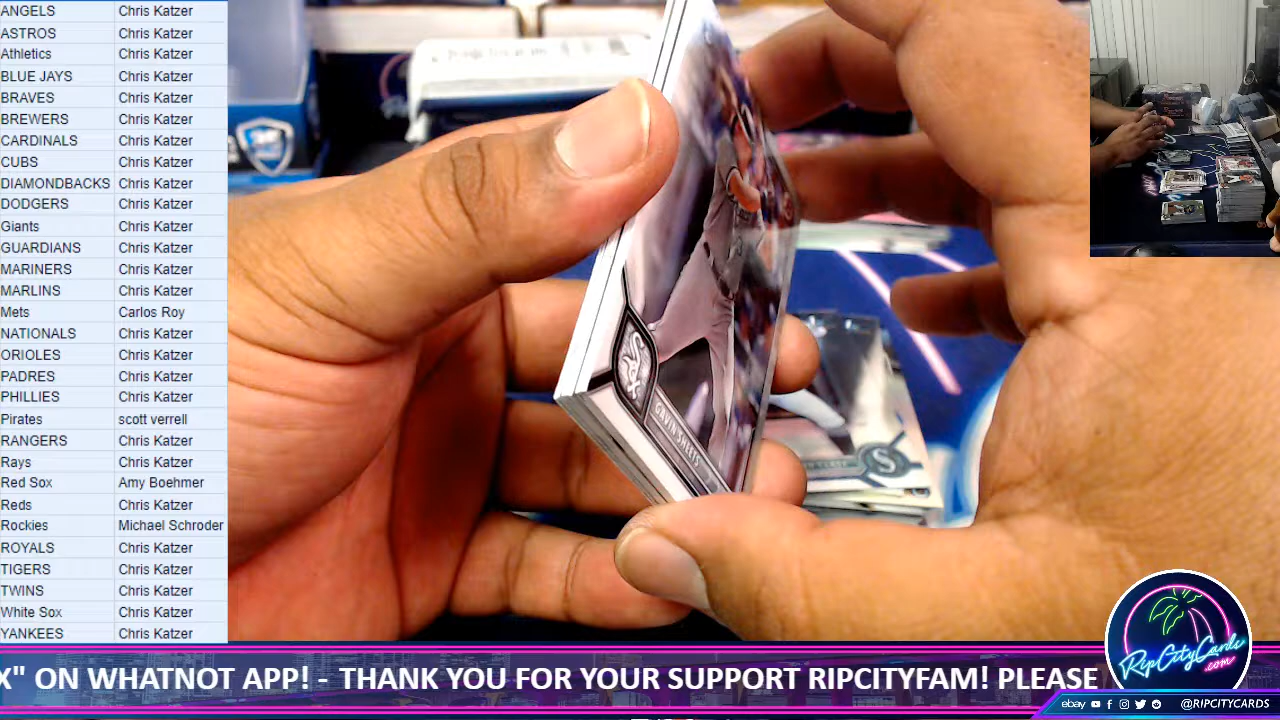 ANGELS Chris Katzer
ASTROS Chris Katzer
Athletics Chris Katzer
BLUE JAYS Chris Katzer
BRAVES Chris Katzer
BREWERS Chris Katzer
CARDINALS Chris Katzer
CUBS Chris Katzer
DIAMONDBACKS Chris Katzer
DODGERS Chris Katzer
Giants Chris Katzer
GUARDIANS Chris Katzer
MARINERS Chris Katzer
MARLINS Chris Katzer
Mets Carlos Roy
NATIONALS Chris Katzer
ORIOLES Chris Katzer
PADRES Chris Katzer
PHILLIES Chris Katzer
Pirates scott verrell
RANGERS Chris Katzer
Rays Chris Katzer
Red Sox Amy Boehmer
Reds Chris Katzer
Rockies Michael Schroder
ROYALS Chris Katzer
TIGERS Chris Katzer
TWINS Chris Katzer
White Sox Chris Katzer
YANKEES Chris Katzer
Sox
GAVIN SHEETS
S
X" ON WHATNOT APP! - THANK YOU FOR YOUR SUPPORT RIPCITYFAM! PLEASE
RipCityCards
.com
ebay @RIPCITYCARDS